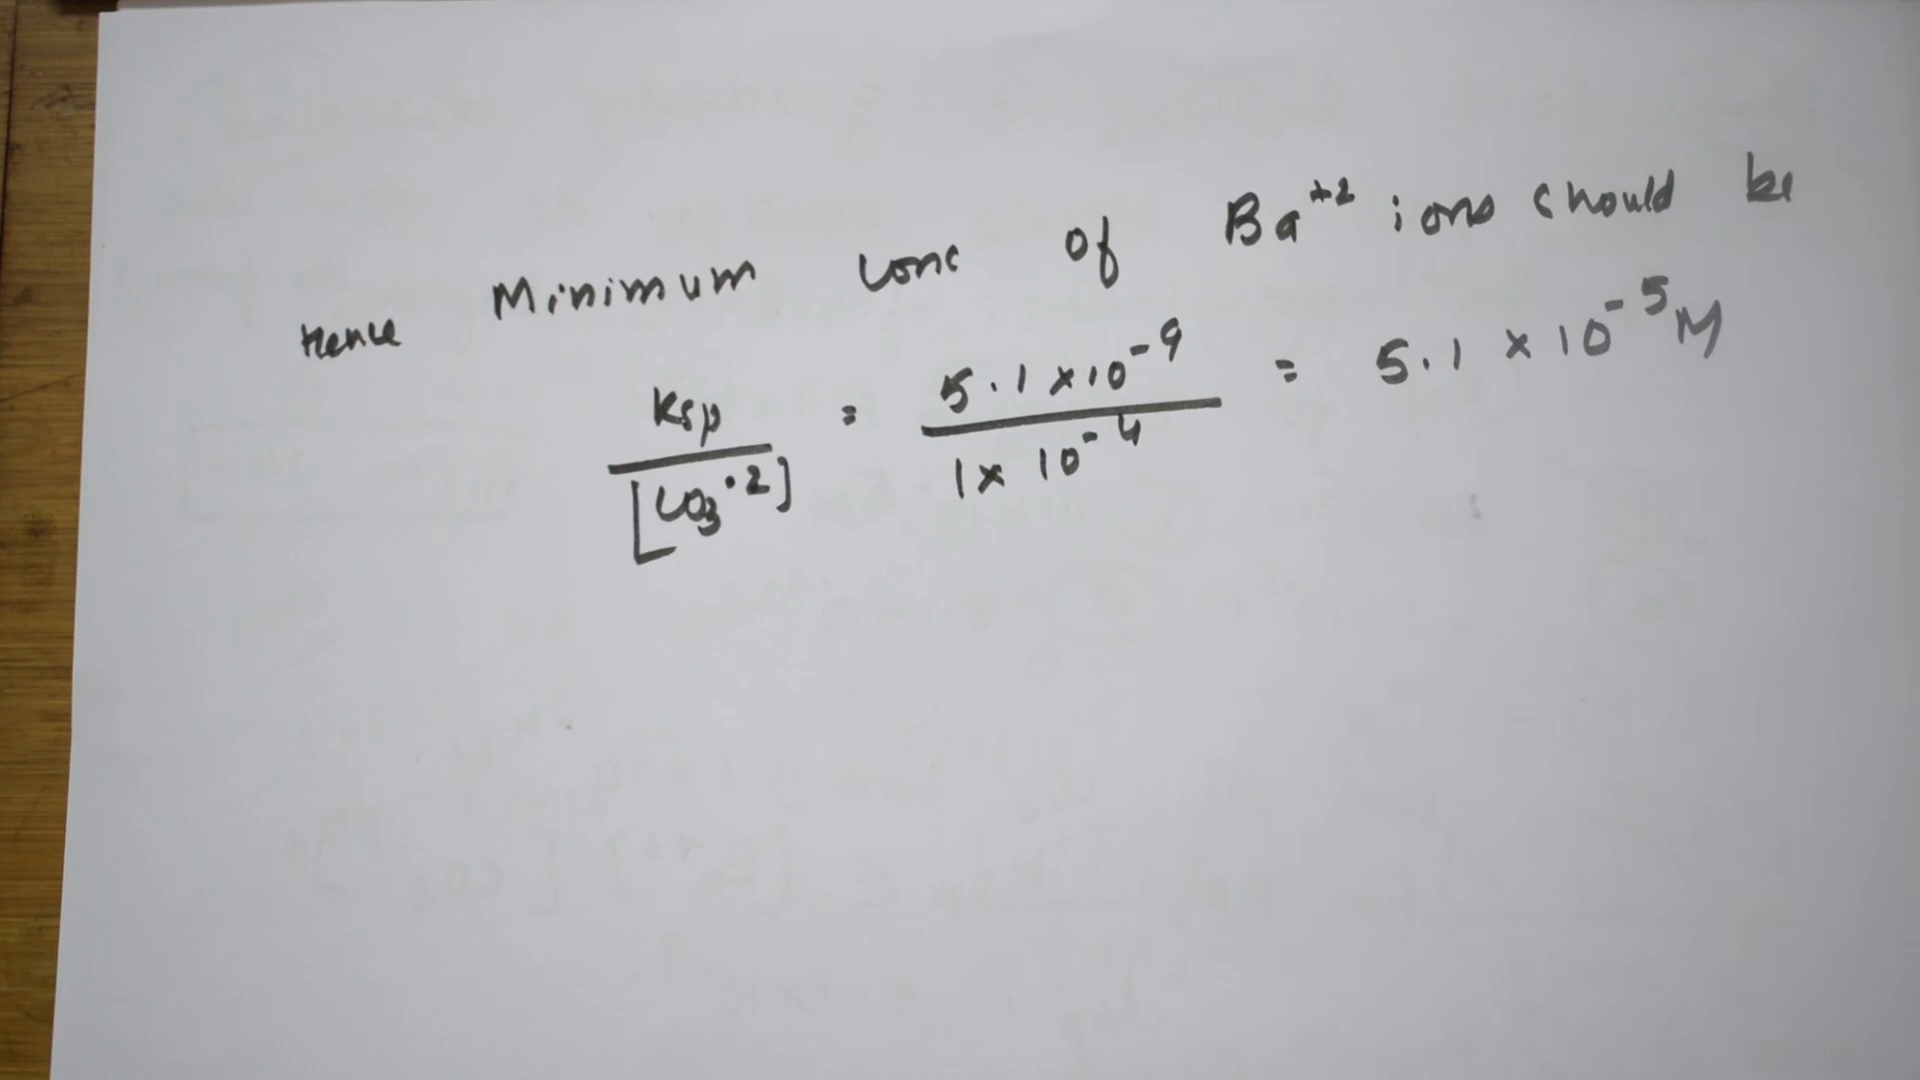 Hence Minimum conc of Ba+2 ions should be
Ksp = 5.1 × 10-9 = 5.1 × 10-5 M
[CO3-2] 1 × 10-4